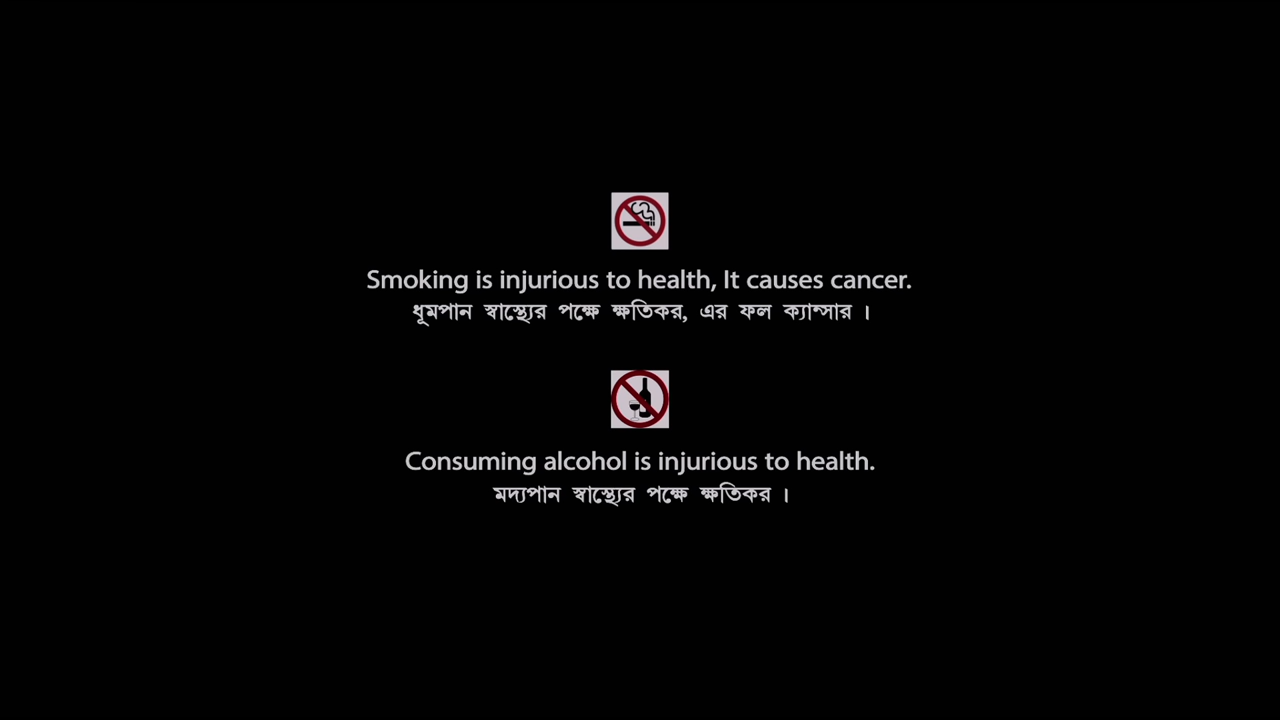 Smoking is injurious to health, It causes cancer.
ধূমপান স্বাস্থ্যের পক্ষে ক্ষতিকর, এর ফল ক্যান্সার ।
Consuming alcohol is injurious to health.
মদ্যপান স্বাস্থ্যের পক্ষে ক্ষতিকর ।